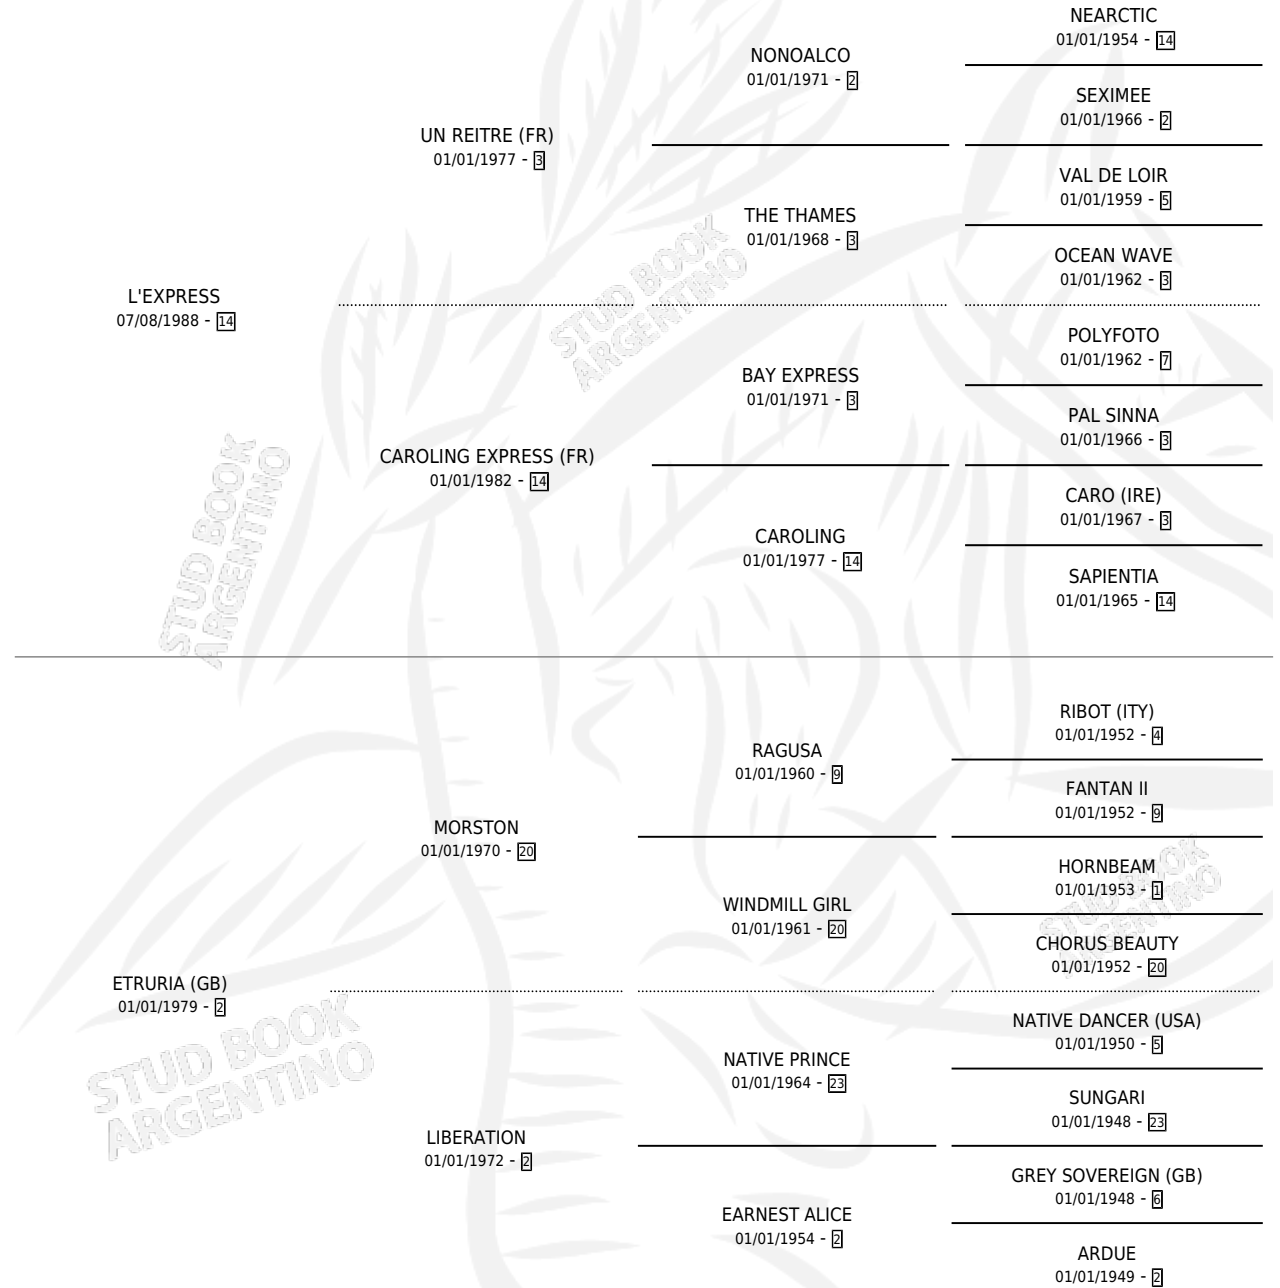 NEARCTIC
01/01/1954 - 14
NONOALCO
01/01/1971 - 2
SEXIMEE
01/01/1966 - 2
UN REITRE (FR)
01/01/1977 - 3
VAL DE LOIR
01/01/1959 - 5
THE THAMES
01/01/1968 - 3
OCEAN WAVE
01/01/1962 - 3
L'EXPRESS
07/08/1988 - 14
STUD BOOK
ARGENTINO
POLYFOTO
01/01/1962 - 7
BAY EXPRESS
01/01/1971 - 3
PAL SINNA
01/01/1966 - 3
CAROLING EXPRESS (FR)
01/01/1982 - 14
CARO (IRE)
01/01/1967 - 3
CAROLING
01/01/1977 - 14
SAPIENTIA
01/01/1965 - 14
STUD BOOK
ARGENTINO
RIBOT (ITY)
01/01/1952 - 4
RAGUSA
01/01/1960 - 9
FANTAN II
01/01/1952 - 9
MORSTON
01/01/1970 - 20
HORNBEAM
01/01/1953 - 1
WINDMILL GIRL
01/01/1961 - 20
STUD BOOK
ARGENTINO
CHORUS BEAUTY
01/01/1952 - 20
ETRURIA (GB)
01/01/1979 - 2
NATIVE DANCER (USA)
01/01/1950 - 5
NATIVE PRINCE
01/01/1964 - 23
SUNGARI
01/01/1948 - 23
STUD BOOK
ARGENTINO
LIBERATION
01/01/1972 - 2
GREY SOVEREIGN (GB)
01/01/1948 - 6
EARNEST ALICE
01/01/1954 - 2
ARDUE
01/01/1949 - 2